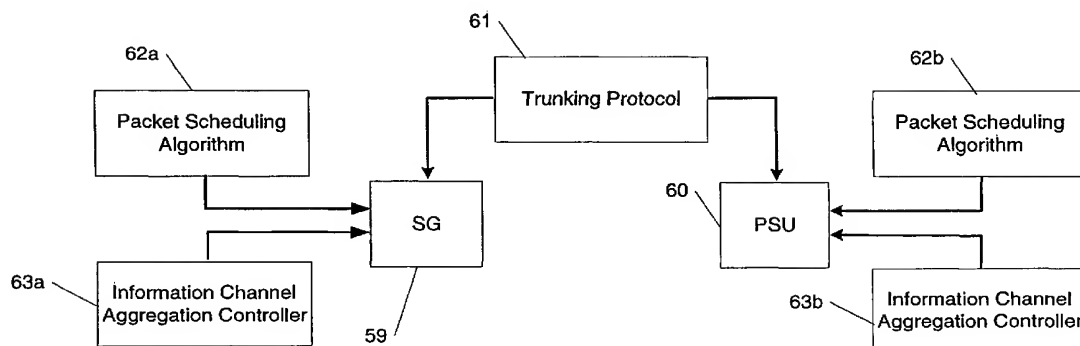 61
62a
62b
Trunking Protocol
Packet Scheduling
Algorithm
Packet Scheduling
Algorithm
60
SG
PSU
63a
Information Channel
Aggregation Controller
59
63b
Information Channel
Aggregation Controller